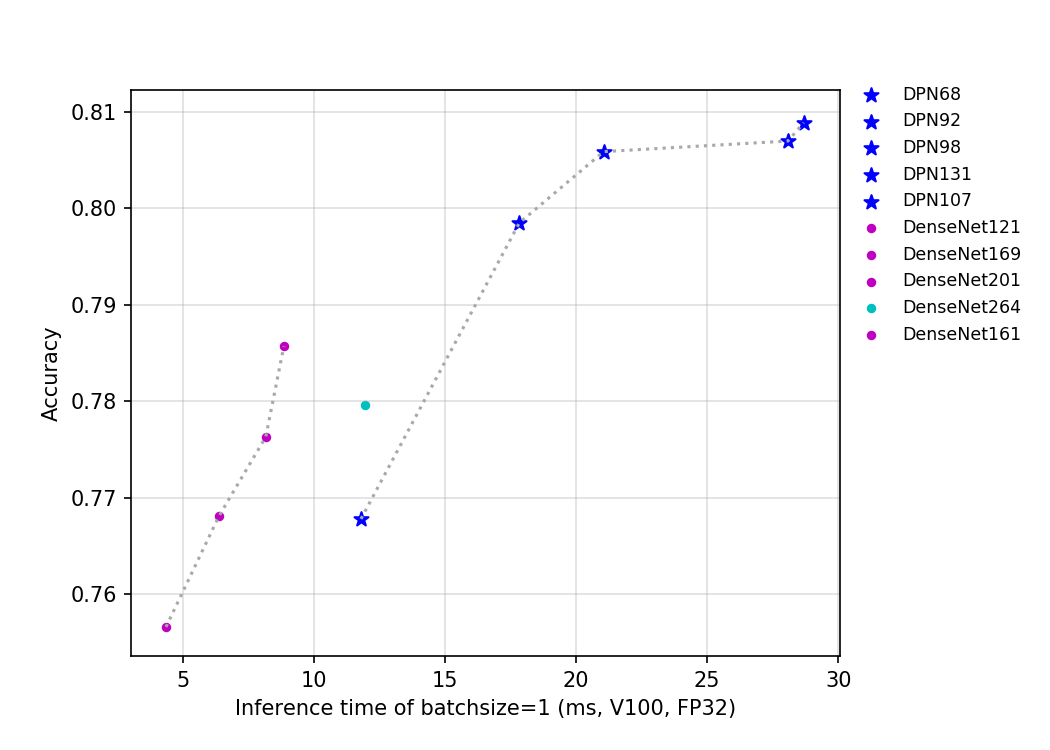 0.81
0.80
0.79
0.78
0.77
0.76
Accuracy
5 10 15 20 25 30
Inference time of batchsize=1 (ms, V100, FP32)
DPN68
DPN92
DPN98
DPN131
DPN107
DenseNet121
DenseNet169
DenseNet201
DenseNet264
DenseNet161